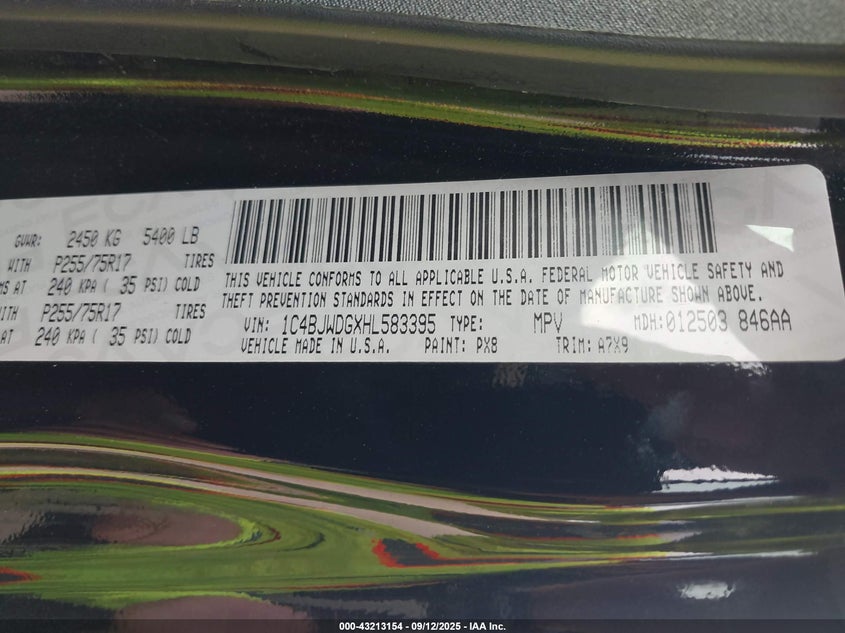 GVWR: 2450 KG 5400 LB
WITH P255/75R17 TIRES
MS AT 240 KPA ( 35 PSI) COLD
WITH P255/75R17 TIRES
AT 240 KPA ( 35 PSI) COLD
THIS VEHICLE CONFORMS TO ALL APPLICABLE U.S.A. FEDERAL MOTOR VEHICLE SAFETY AND
THEFT PREVENTION STANDARDS IN EFFECT ON THE DATE OF MANUFACTURE SHOWN ABOVE.
VIN: 1C4BJWDGXHL583395 TYPE: MPV MDH:012503 846AA
VEHICLE MADE IN U.S.A. PAINT: PX8 TRIM: A7X9
000-43213154 - 09/12/2025 - IAA Inc.